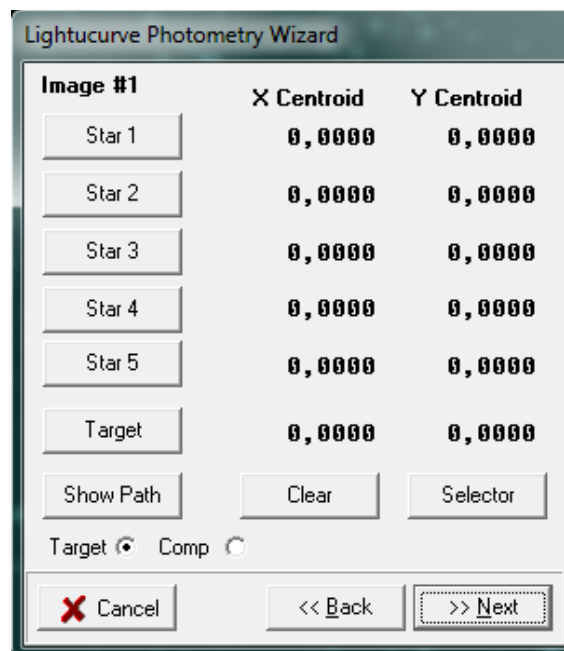 Lightucurve Photometry Wizard
Image #1 X Centroid Y Centroid
Star 1 0,0000 0,0000
Star 2 0,0000 0,0000
Star 3 0,0000 0,0000
Star 4 0,0000 0,0000
Star 5 0,0000 0,0000
Target 0,0000 0,0000
Show Path Clear Selector
Target Comp
Cancel << Back >> Next